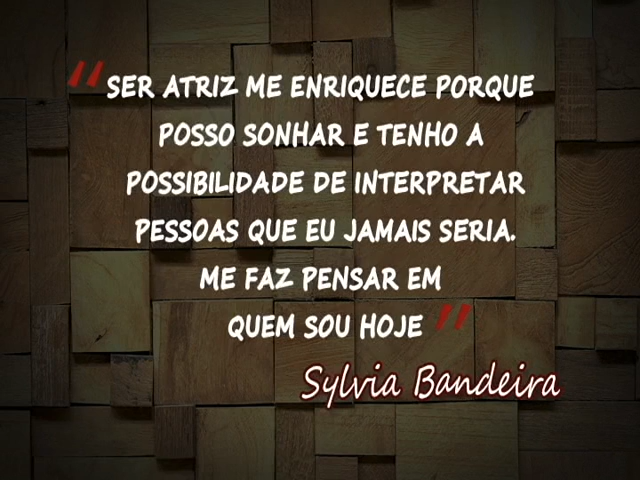 "SER ATRIZ ME ENRIQUECE PORQUE
POSSO SONHAR E TENHO A
POSSIBILIDADE DE INTERPRETAR
PESSOAS QUE EU JAMAIS SERIA.
ME FAZ PENSAR EM
QUEM SOU HOJE"
Sylvia Bandeira